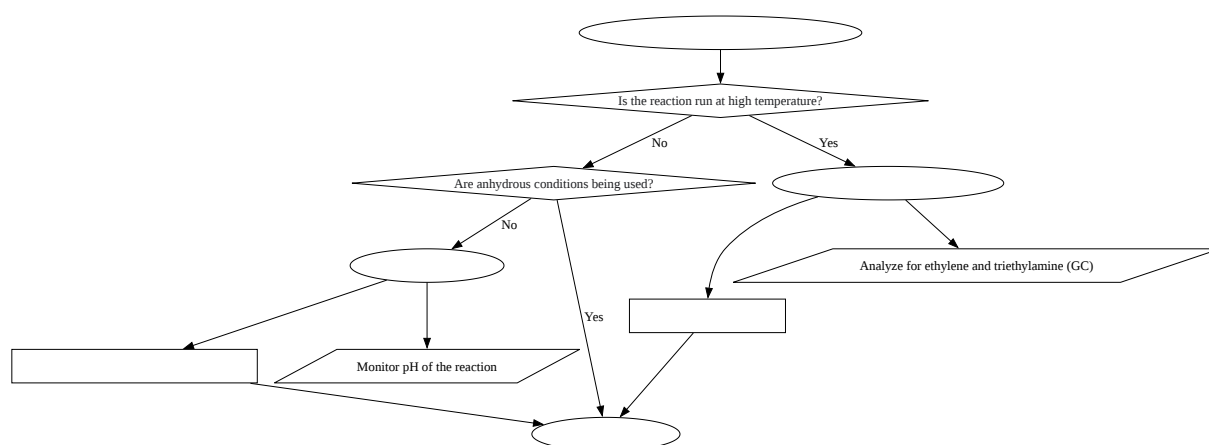 Is the reaction run at high temperature?
No
Yes
Are anhydrous conditions being used?
No
Analyze for ethylene and triethylamine (GC)
Yes
Monitor pH of the reaction